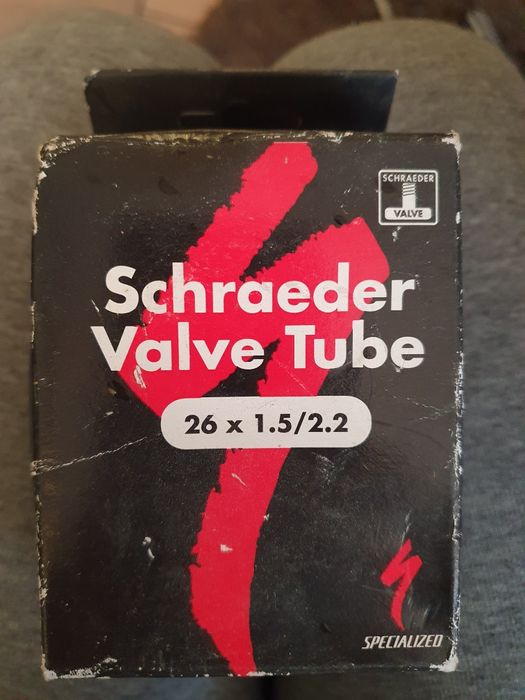 SCHRAEDER
VALVE
Schraeder
Valve Tube
26 x 1.5/2.2
SPECIALIZED